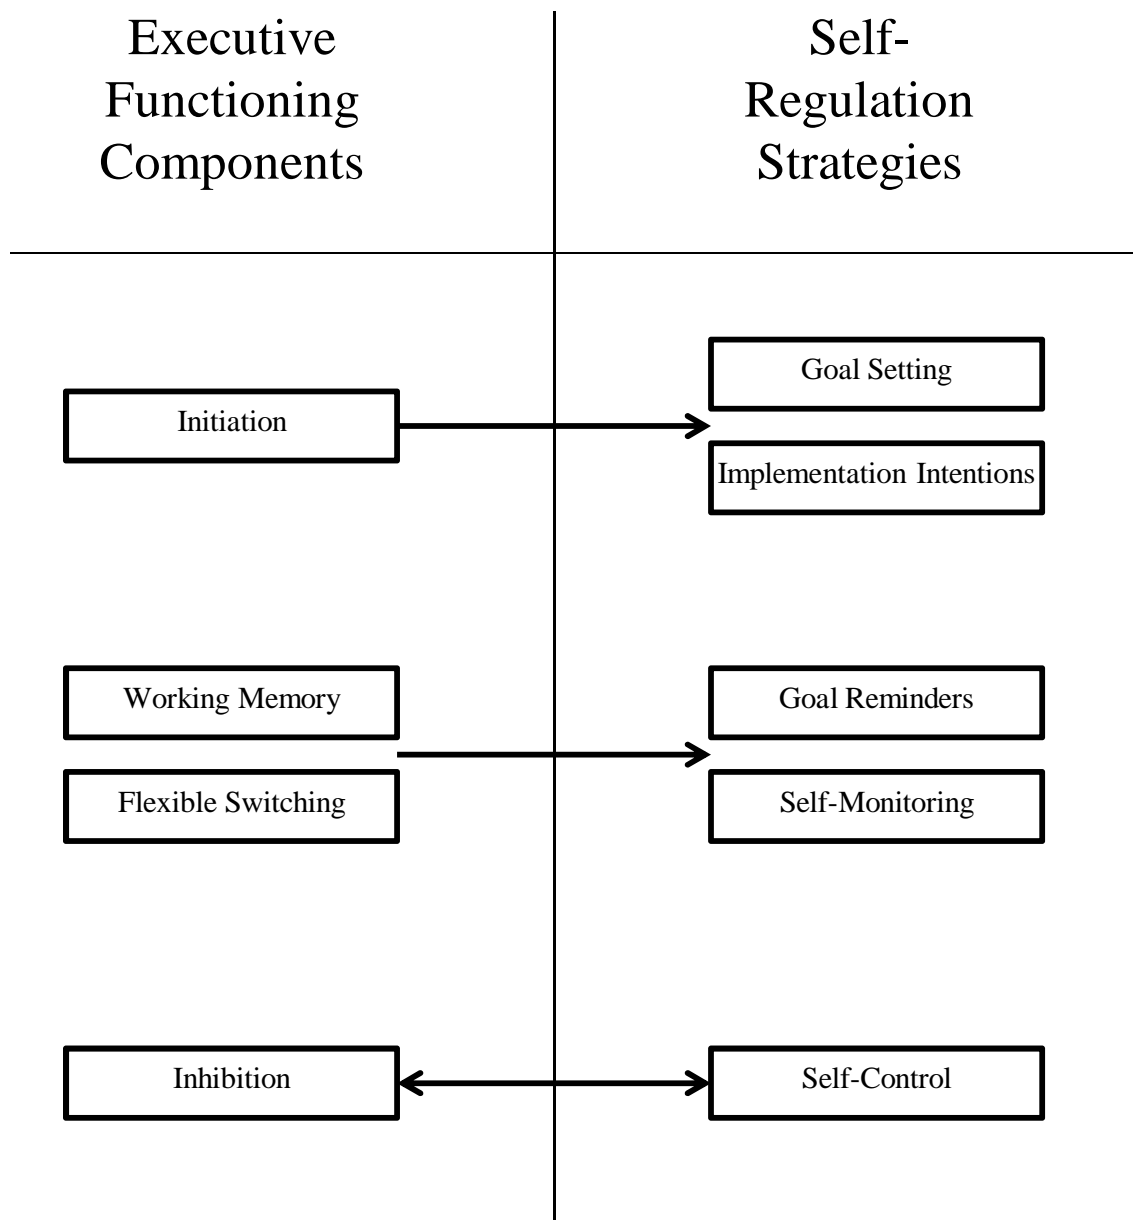 Executive
Functioning
Components
Self-
Regulation
Strategies
Initiation
Goal Setting
Implementation Intentions
Working Memory
Flexible Switching
Goal Reminders
Self-Monitoring
Inhibition
Self-Control